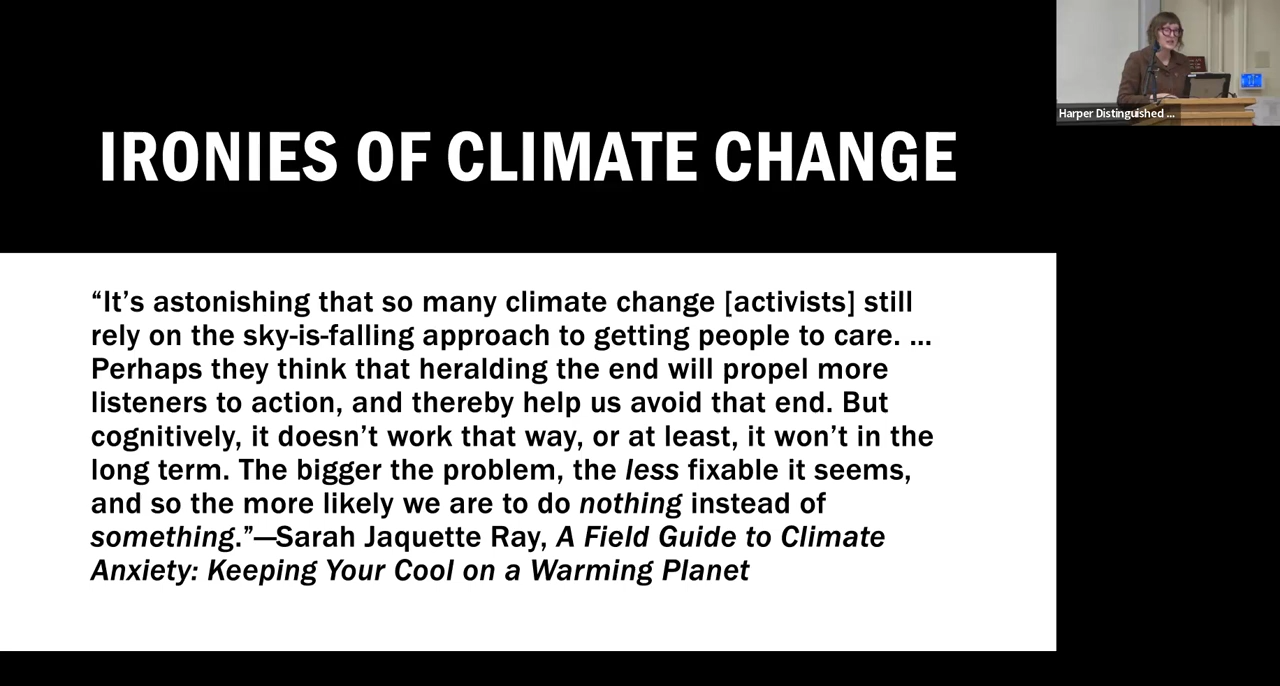 IRONIES OF CLIMATE CHANGE
Harper Distinguished ...
“It’s astonishing that so many climate change [activists] still
rely on the sky-is-falling approach to getting people to care. ...
Perhaps they think that heralding the end will propel more
listeners to action, and thereby help us avoid that end. But
cognitively, it doesn’t work that way, or at least, it won’t in the
long term. The bigger the problem, the less fixable it seems,
and so the more likely we are to do nothing instead of
something.”—Sarah Jaquette Ray, A Field Guide to Climate
Anxiety: Keeping Your Cool on a Warming Planet